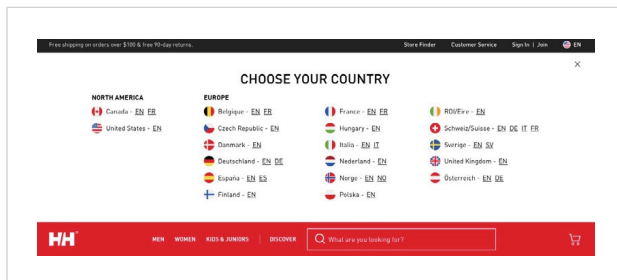 Free shipping on orders over $100 & free 90-day returns.
Store Finder Customer Service Sign In | Join EN
CHOOSE YOUR COUNTRY
NORTH AMERICA
Canada - EN FR
United States - EN
EUROPE
Belgique - EN FR
Czech Republic - EN
Danmark - EN
Deutschland - EN DE
España - EN ES
Finland - EN
France - EN FR
Hungary - EN
Italia - EN IT
Nederland - EN
Norge - EN NO
Polska - EN
ROI/Eire - EN
Schweiz/Suisse - EN DE IT FR
Sverige - EN SV
United Kingdom - EN
Österreich - EN DE
HH MEN WOMEN KIDS & JUNIORS | DISCOVER What are you looking for?